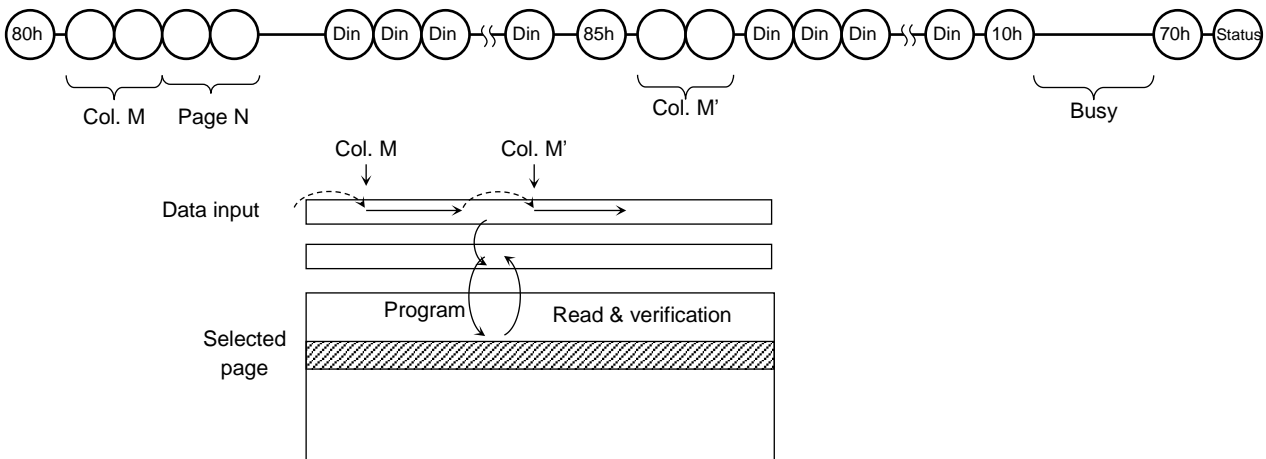 80h Din Din Din Din 85h Din Din Din Din 10h 70h Status
Col. M Page N Col. M' Busy
Col. M Col. M'
Data input
Program Read & verification
Selected
page